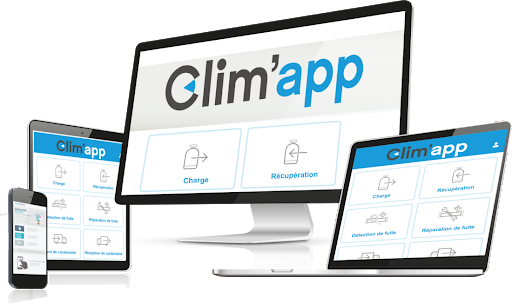 Clim'app
Charge
Récupération
Clim'app
Charge
Récupération
Détection de fuite
Réparation de fuite
Clim'app
Charge
Récupération
Détection de fuite
Réparation de fuite